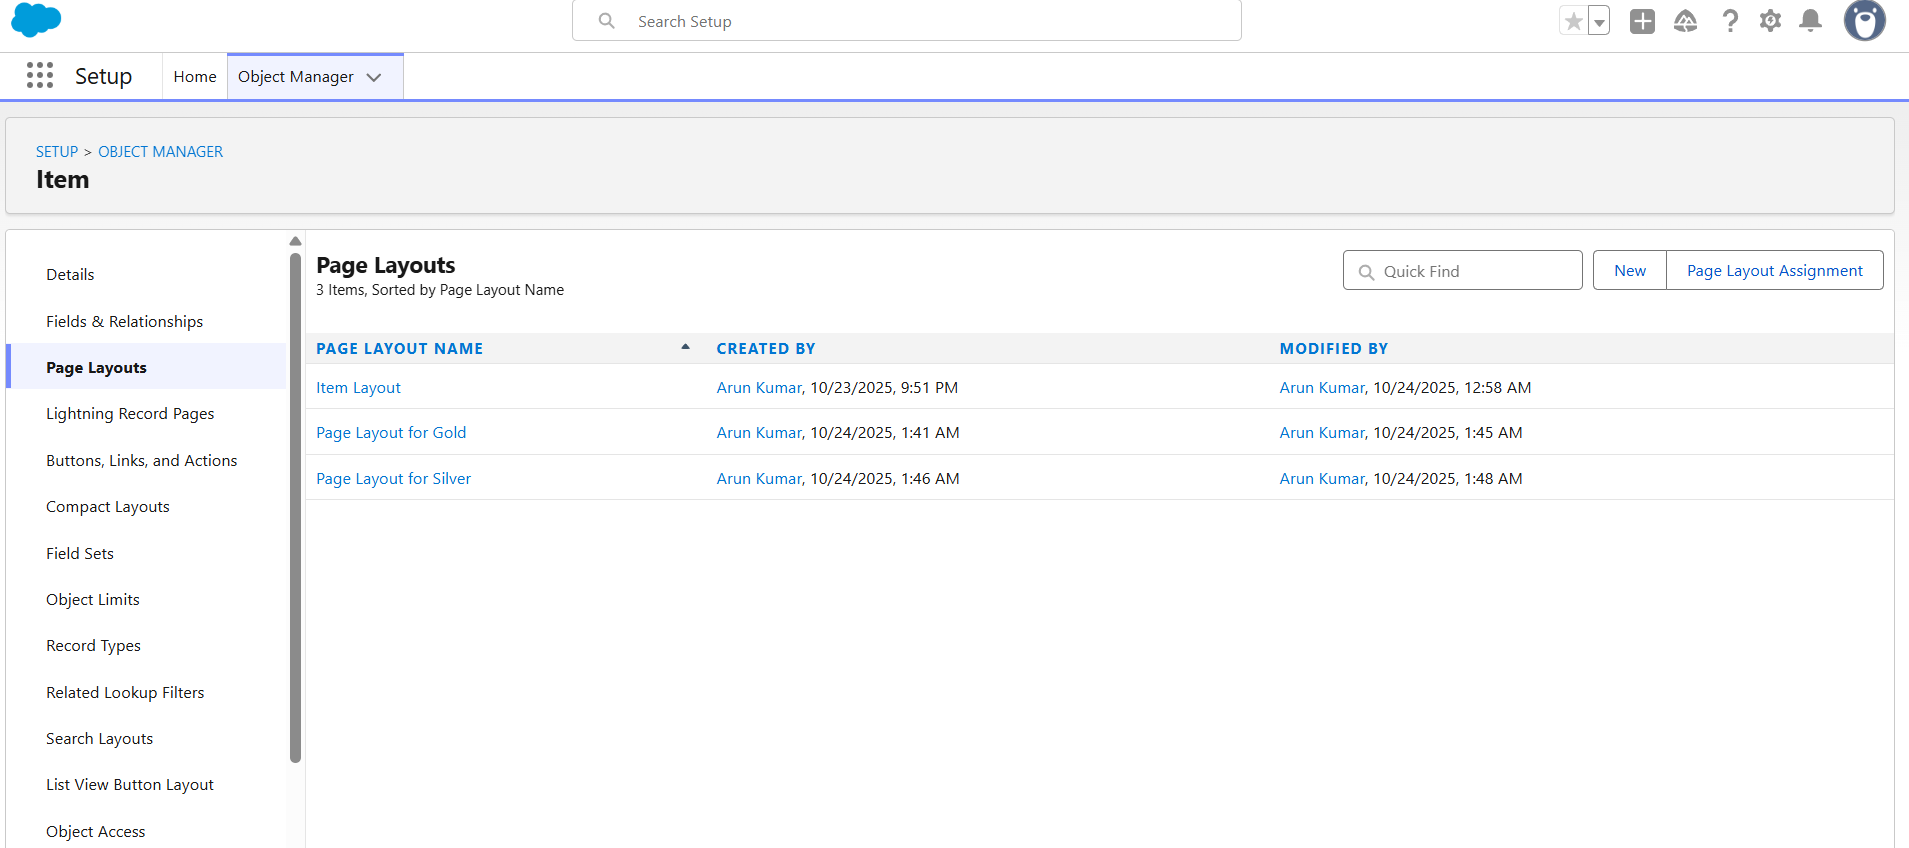 Search Setup
Setup
Home
Object Manager
SETUP > OBJECT MANAGER
Item
Details
Fields & Relationships
Page Layouts
Lightning Record Pages
Buttons, Links, and Actions
Compact Layouts
Field Sets
Object Limits
Record Types
Related Lookup Filters
Search Layouts
List View Button Layout
Object Access
Page Layouts
3 Items, Sorted by Page Layout Name
Quick Find
New
Page Layout Assignment
PAGE LAYOUT NAME CREATED BY MODIFIED BY
Item Layout Arun Kumar, 10/23/2025, 9:51 PM Arun Kumar, 10/24/2025, 12:58 AM
Page Layout for Gold Arun Kumar, 10/24/2025, 1:41 AM Arun Kumar, 10/24/2025, 1:45 AM
Page Layout for Silver Arun Kumar, 10/24/2025, 1:46 AM Arun Kumar, 10/24/2025, 1:48 AM